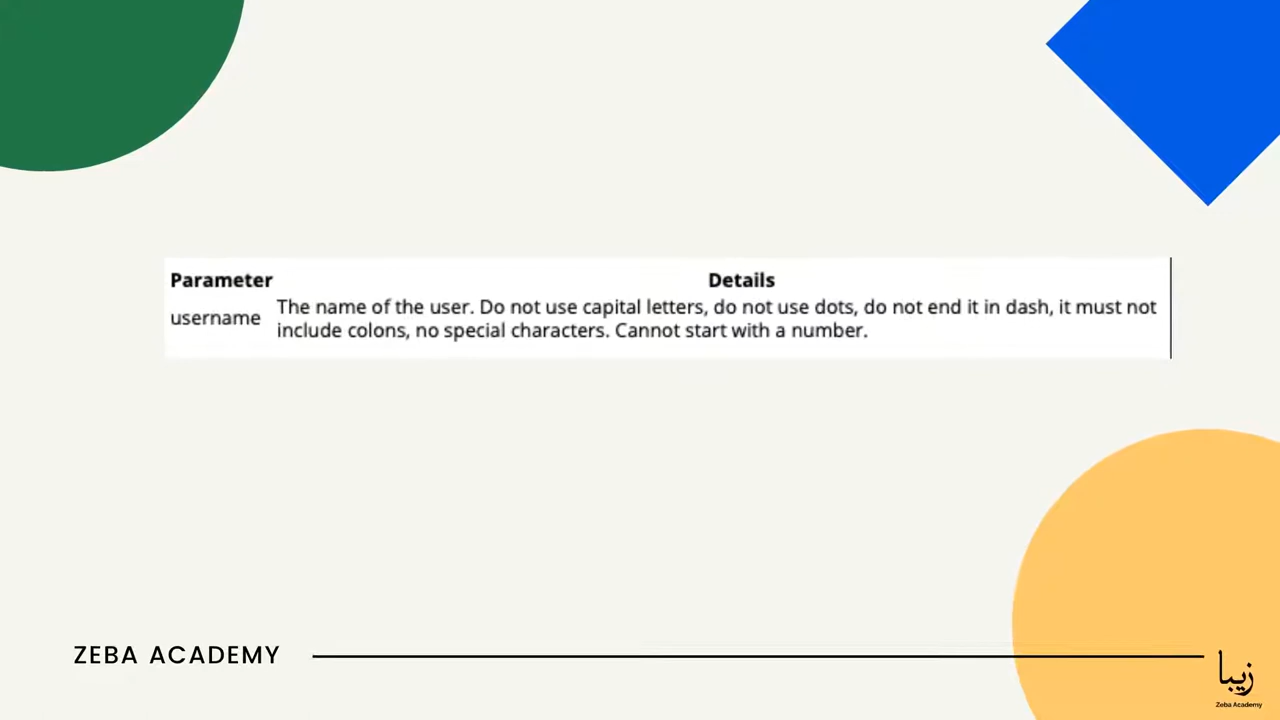 Parameter Details
username The name of the user. Do not use capital letters, do not use dots, do not end it in dash, it must not
include colons, no special characters. Cannot start with a number.
ZEBA ACADEMY
زیبا
Zeba Academy